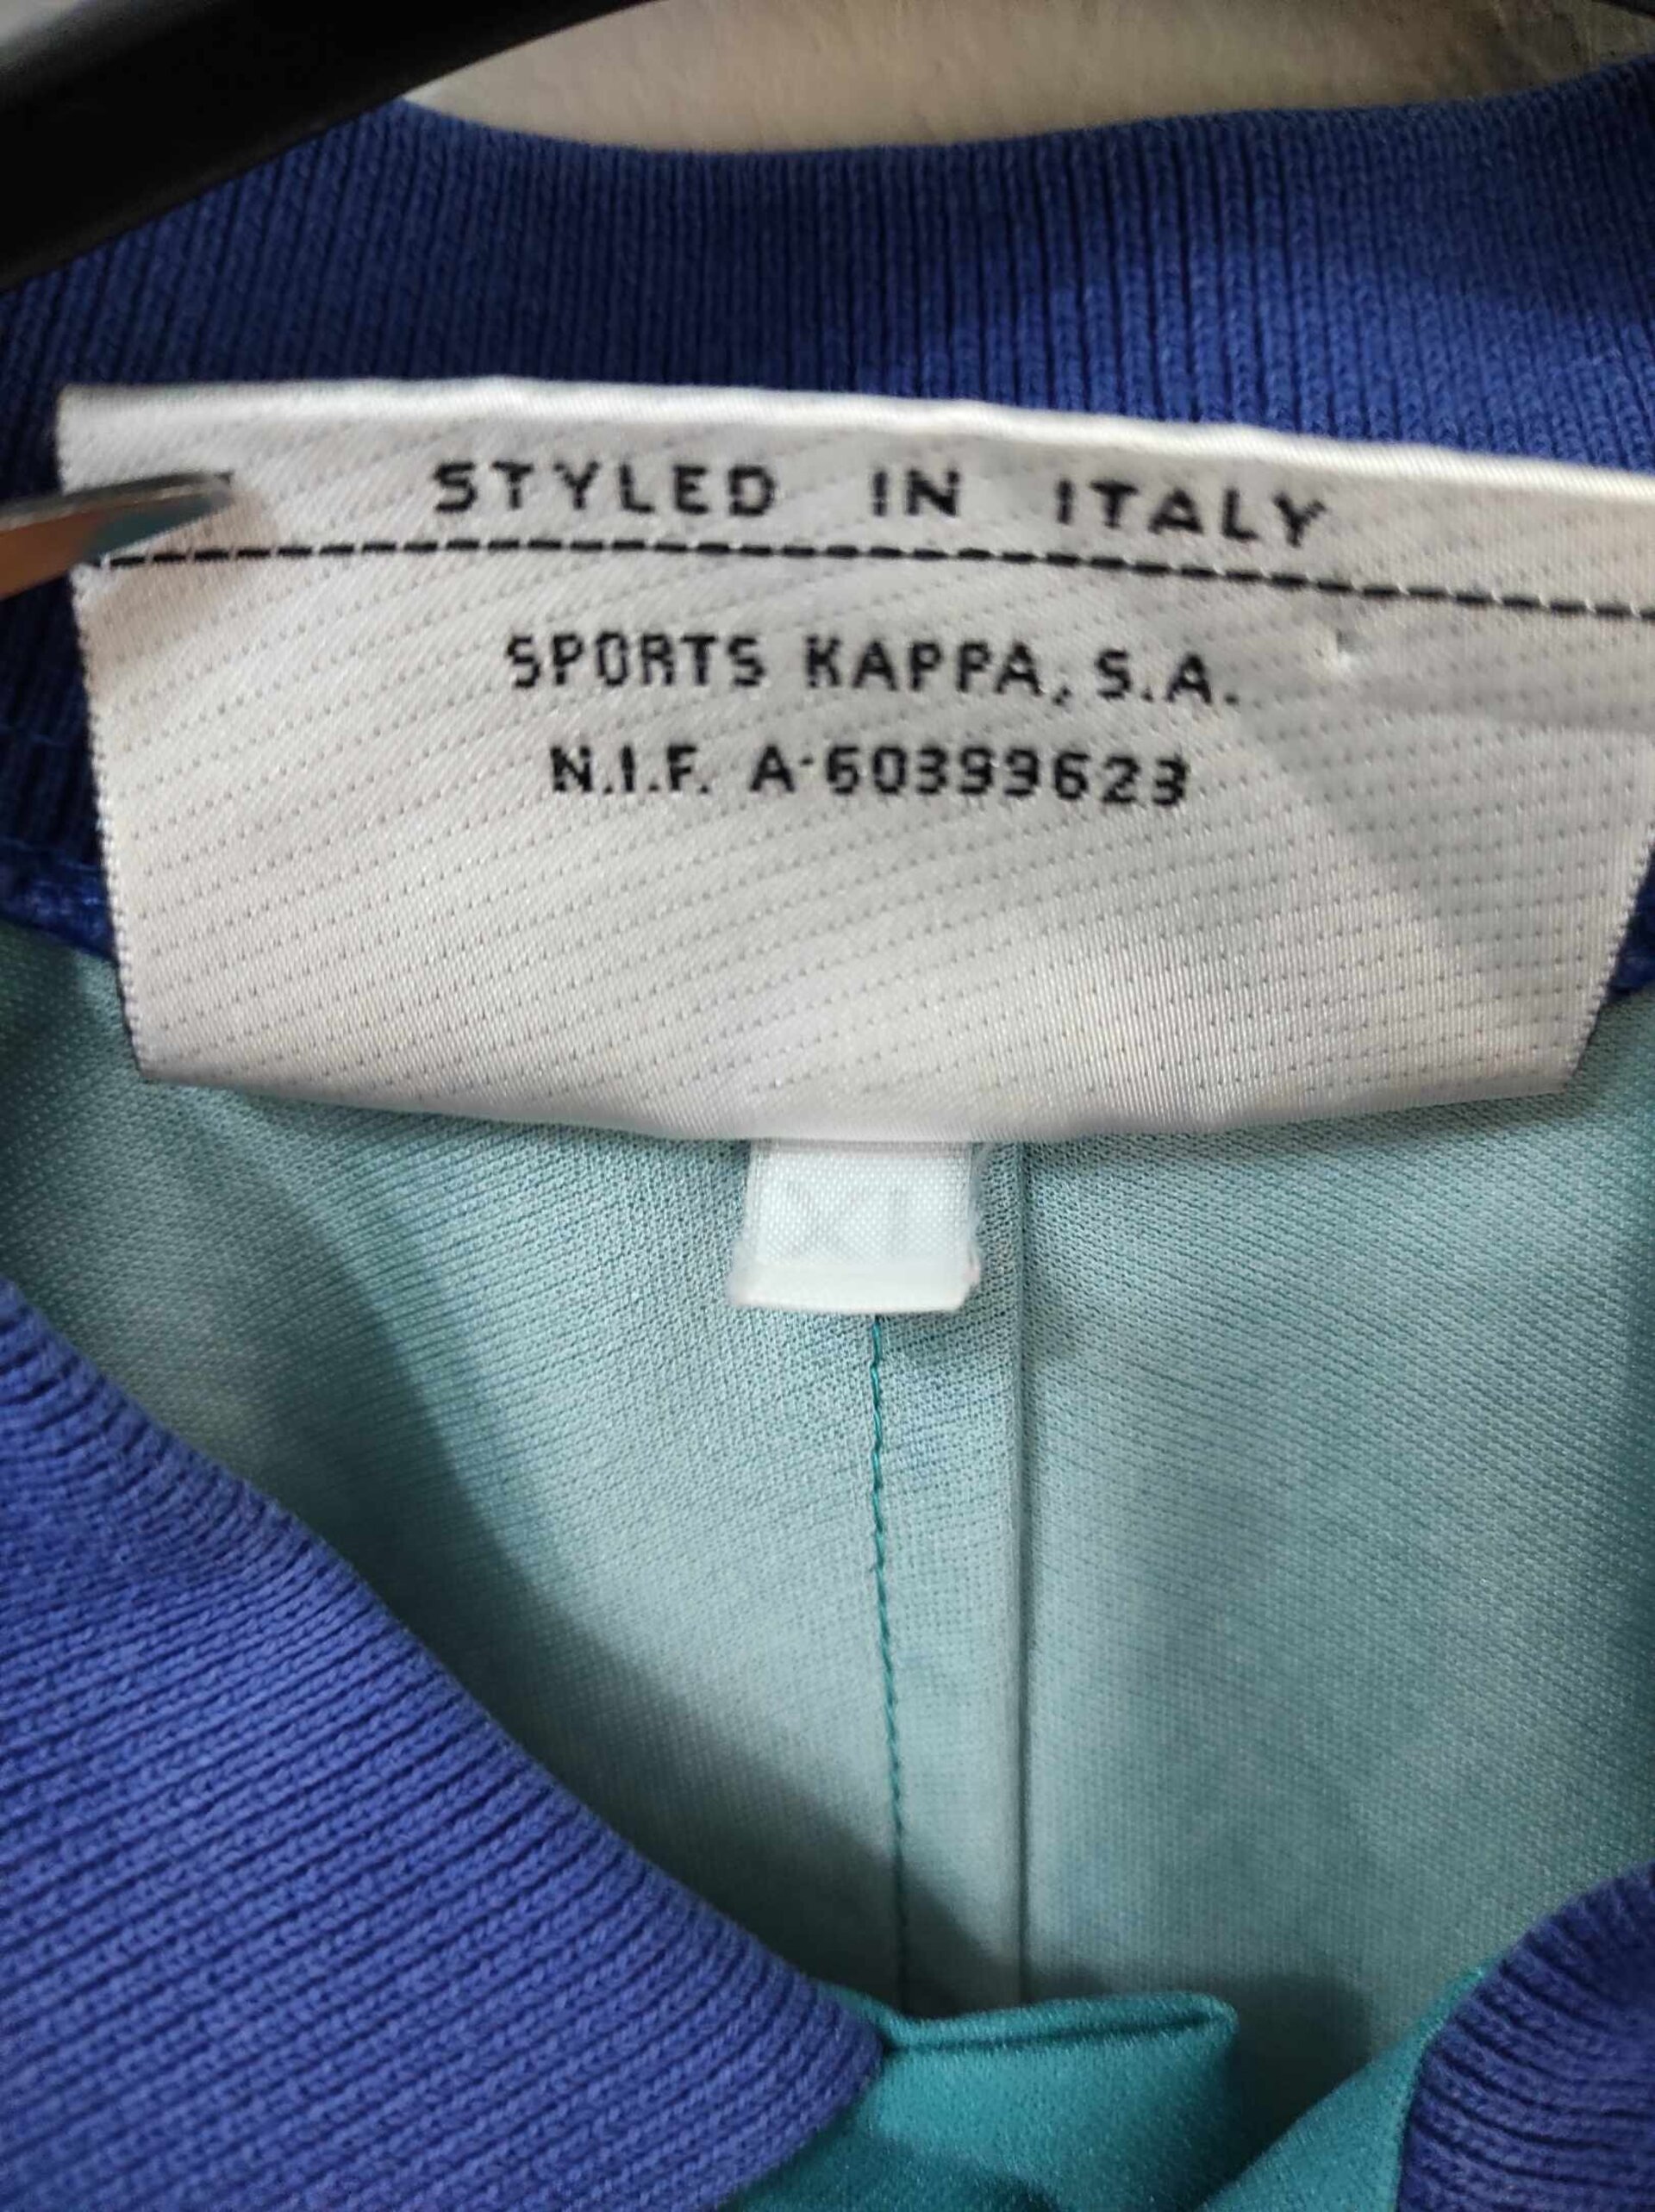 STYLED IN ITALY
SPORTS KAPPA, S.A.
N.I.F. A-60399623